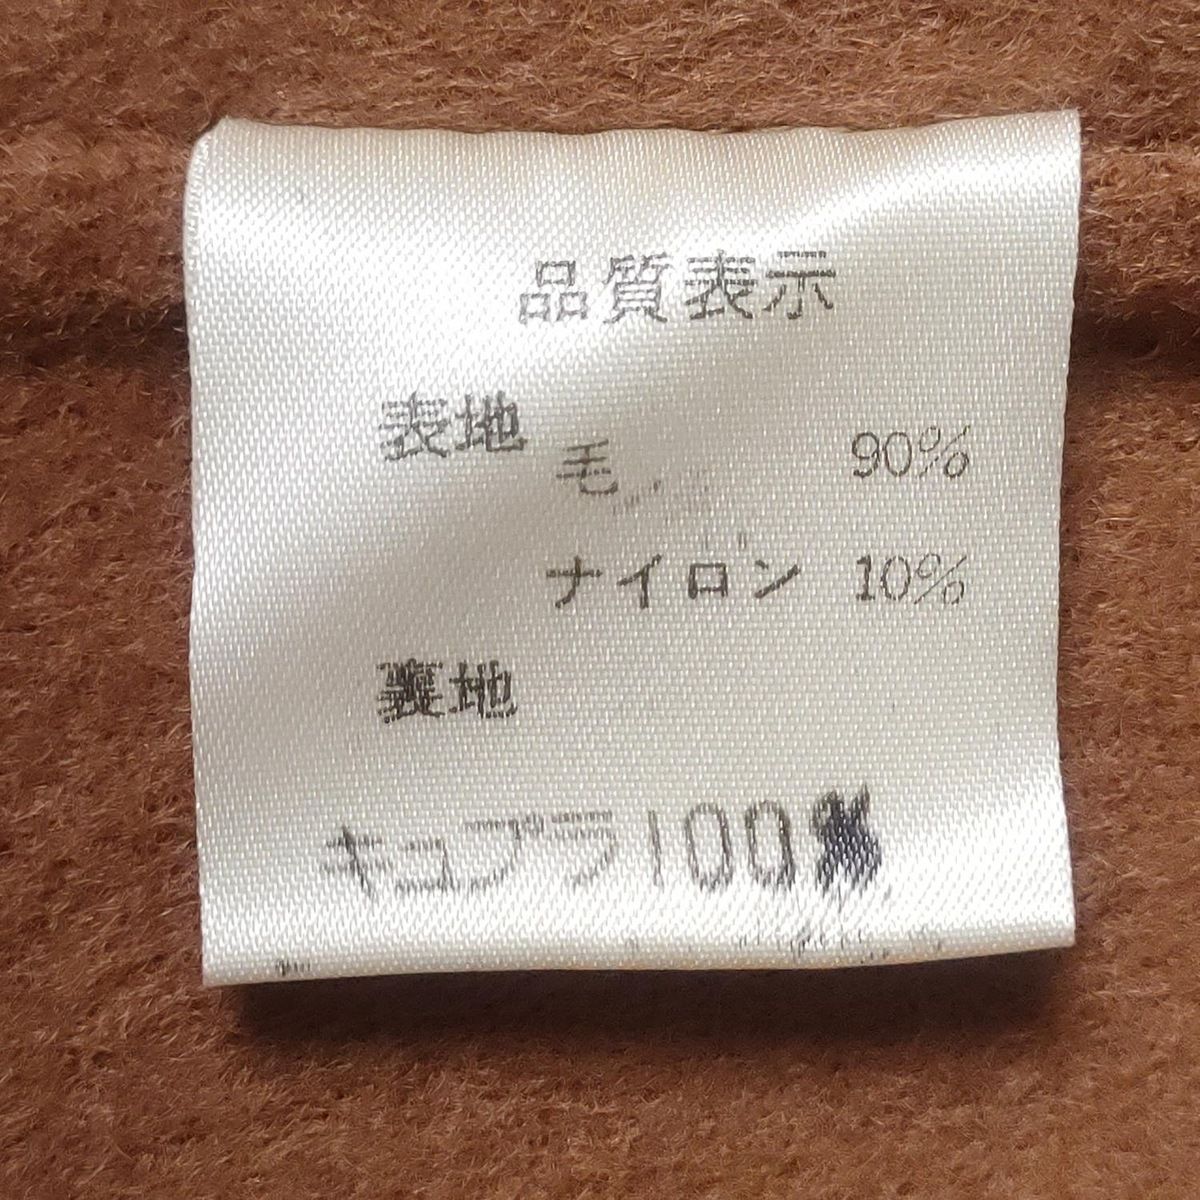 品質表示
表地
毛 90%
ナイロン 10%
裏地
キュプラ100%